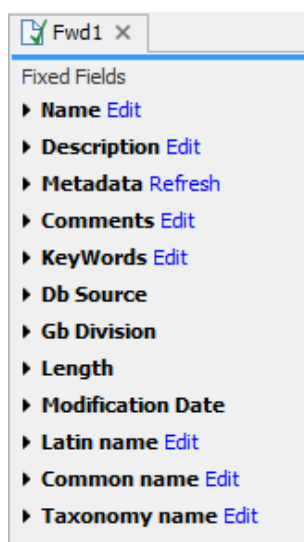 Fwd1
Fixed Fields
Name Edit
Description Edit
Metadata Refresh
Comments Edit
KeyWords Edit
Db Source
Gb Division
Length
Modification Date
Latin name Edit
Common name Edit
Taxonomy name Edit